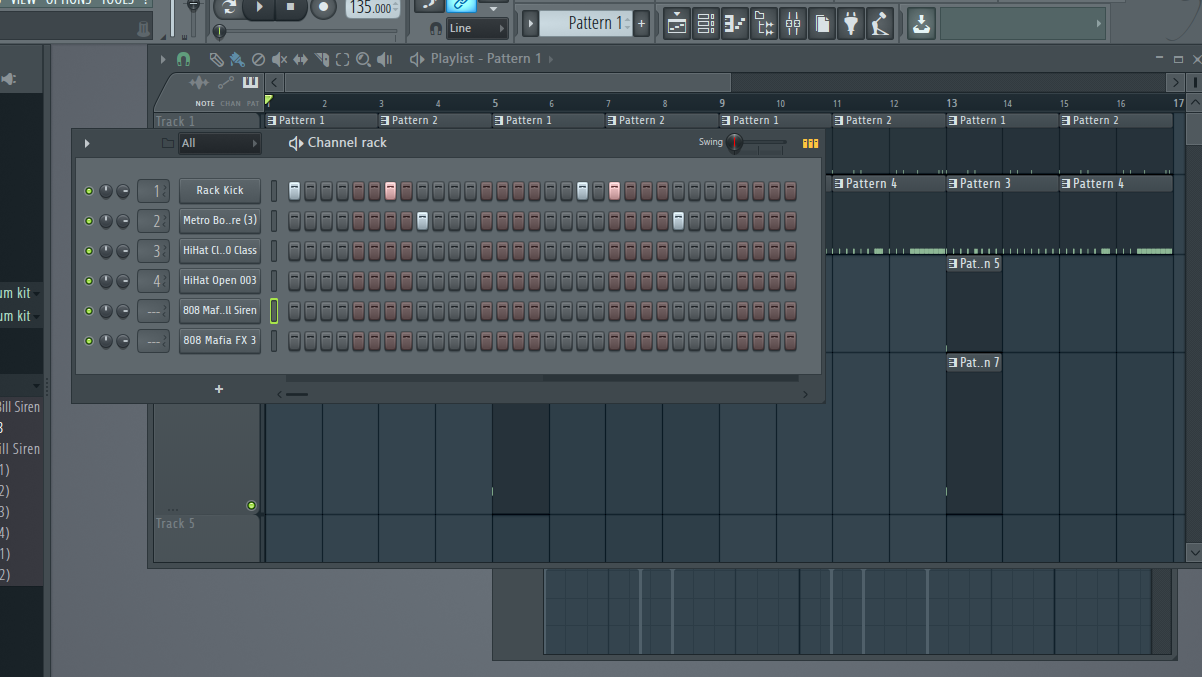 VIEW OPTIONS TOOLS ?
135.000
Line
Pattern 1
+
Playlist - Pattern 1
NOTE CHAN PAT
2 3 4 5 6 7 8 9 10 11 12 13 14 15 16 17
Track 1
Pattern 1 Pattern 2 Pattern 1 Pattern 2 Pattern 1 Pattern 2 Pattern 1 Pattern 2
All
Channel rack
Swing
Pattern 4 Pattern 3 Pattern 4
1 Rack Kick
2 Metro Bo..re (3)
3 HiHat Cl..0 Class
4 HiHat Open 003
--- 808 Maf..ll Siren
--- 808 Mafia FX 3
+
Pat..n 5
Pat..n 7
um kit
um kit
Bill Siren
3
ill Siren
1)
2)
3)
4)
1)
2)
...
Track 5